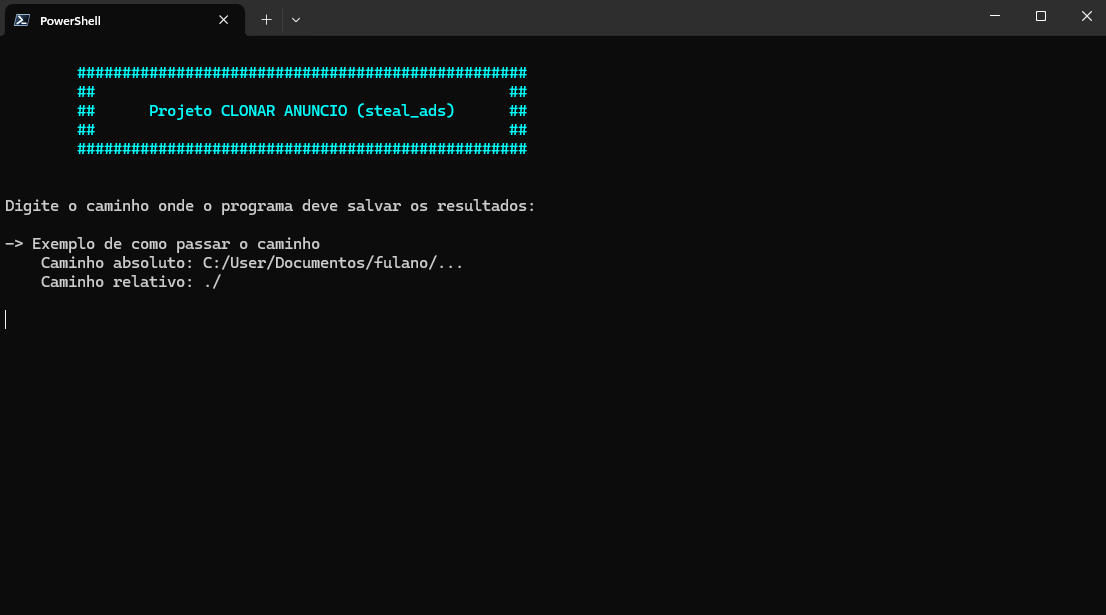 PowerShell
##################################################
## ##
## Projeto CLONAR ANUNCIO (steal_ads) ##
## ##
##################################################
Digite o caminho onde o programa deve salvar os resultados:
-> Exemplo de como passar o caminho
Caminho absoluto: C:/User/Documentos/fulano/...
Caminho relativo: ./